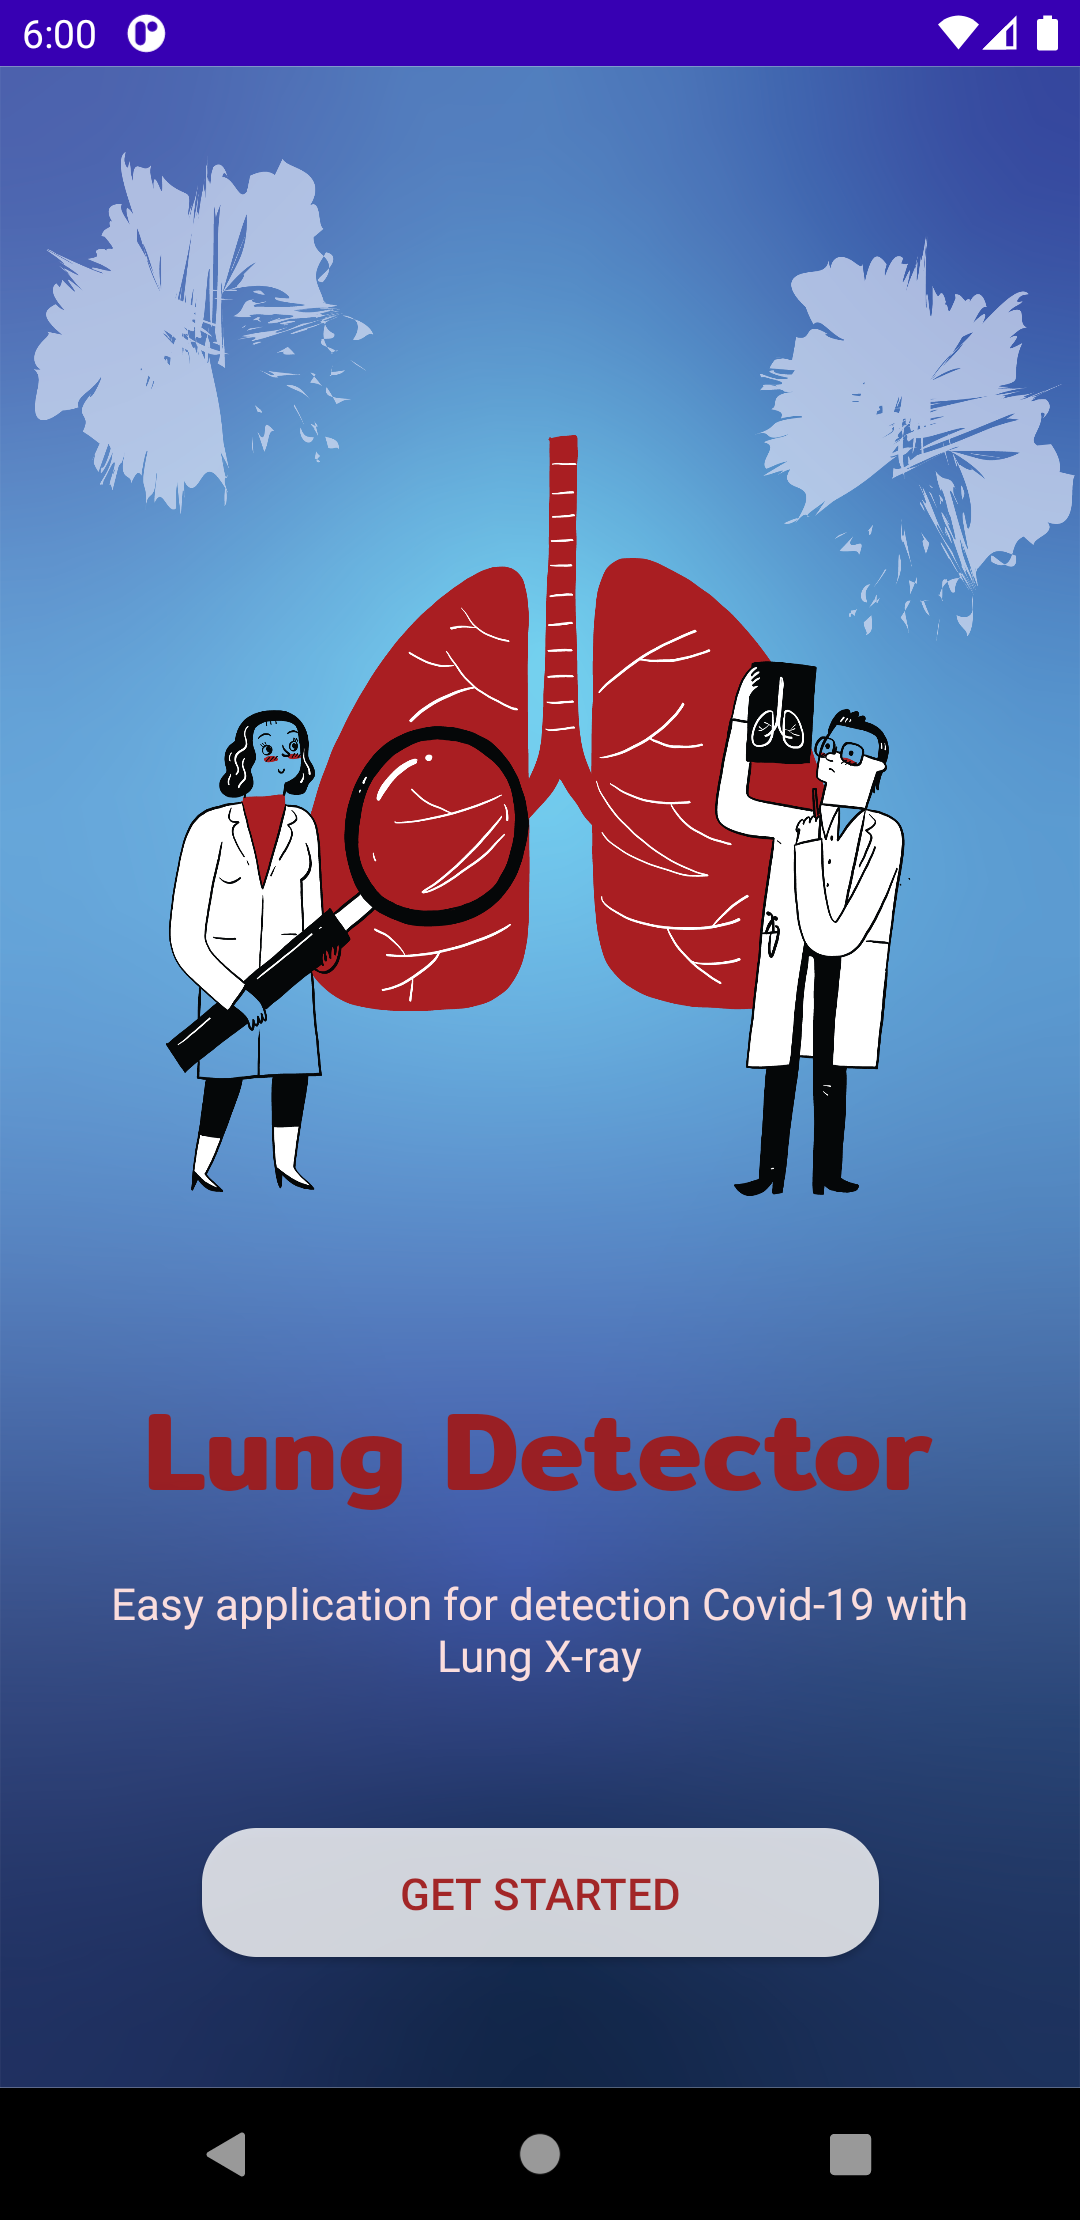 6:00
Lung Detector
Easy application for detection Covid-19 with
Lung X-ray
GET STARTED